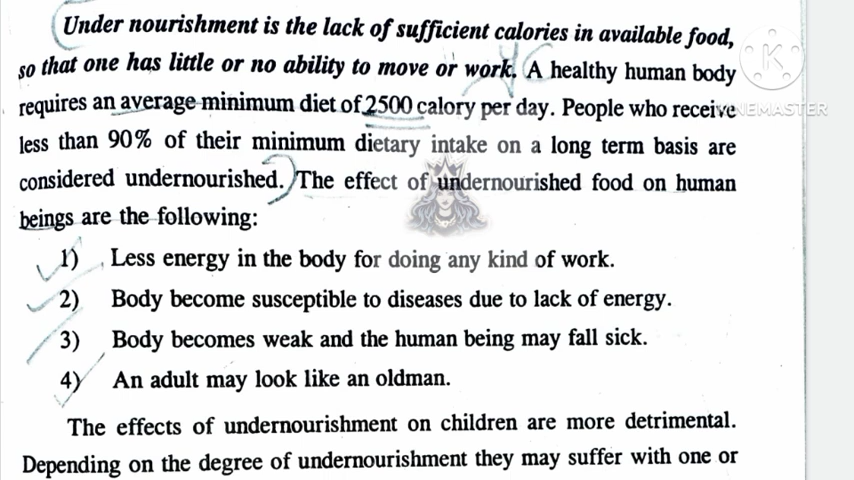 Under nourishment is the lack of sufficient calories in available food,
so that one has little or no ability to move or work. A healthy human body
requires an average minimum diet of 2500 calory per day. People who receive
less than 90% of their minimum dietary intake on a long term basis are
considered undernourished. The effect of undernourished food on human
beings are the following:
1) Less energy in the body for doing any kind of work.
2) Body become susceptible to diseases due to lack of energy.
3) Body becomes weak and the human being may fall sick.
4) An adult may look like an oldman.
The effects of undernourishment on children are more detrimental.
Depending on the degree of undernourishment they may suffer with one or
K
KINEMASTER